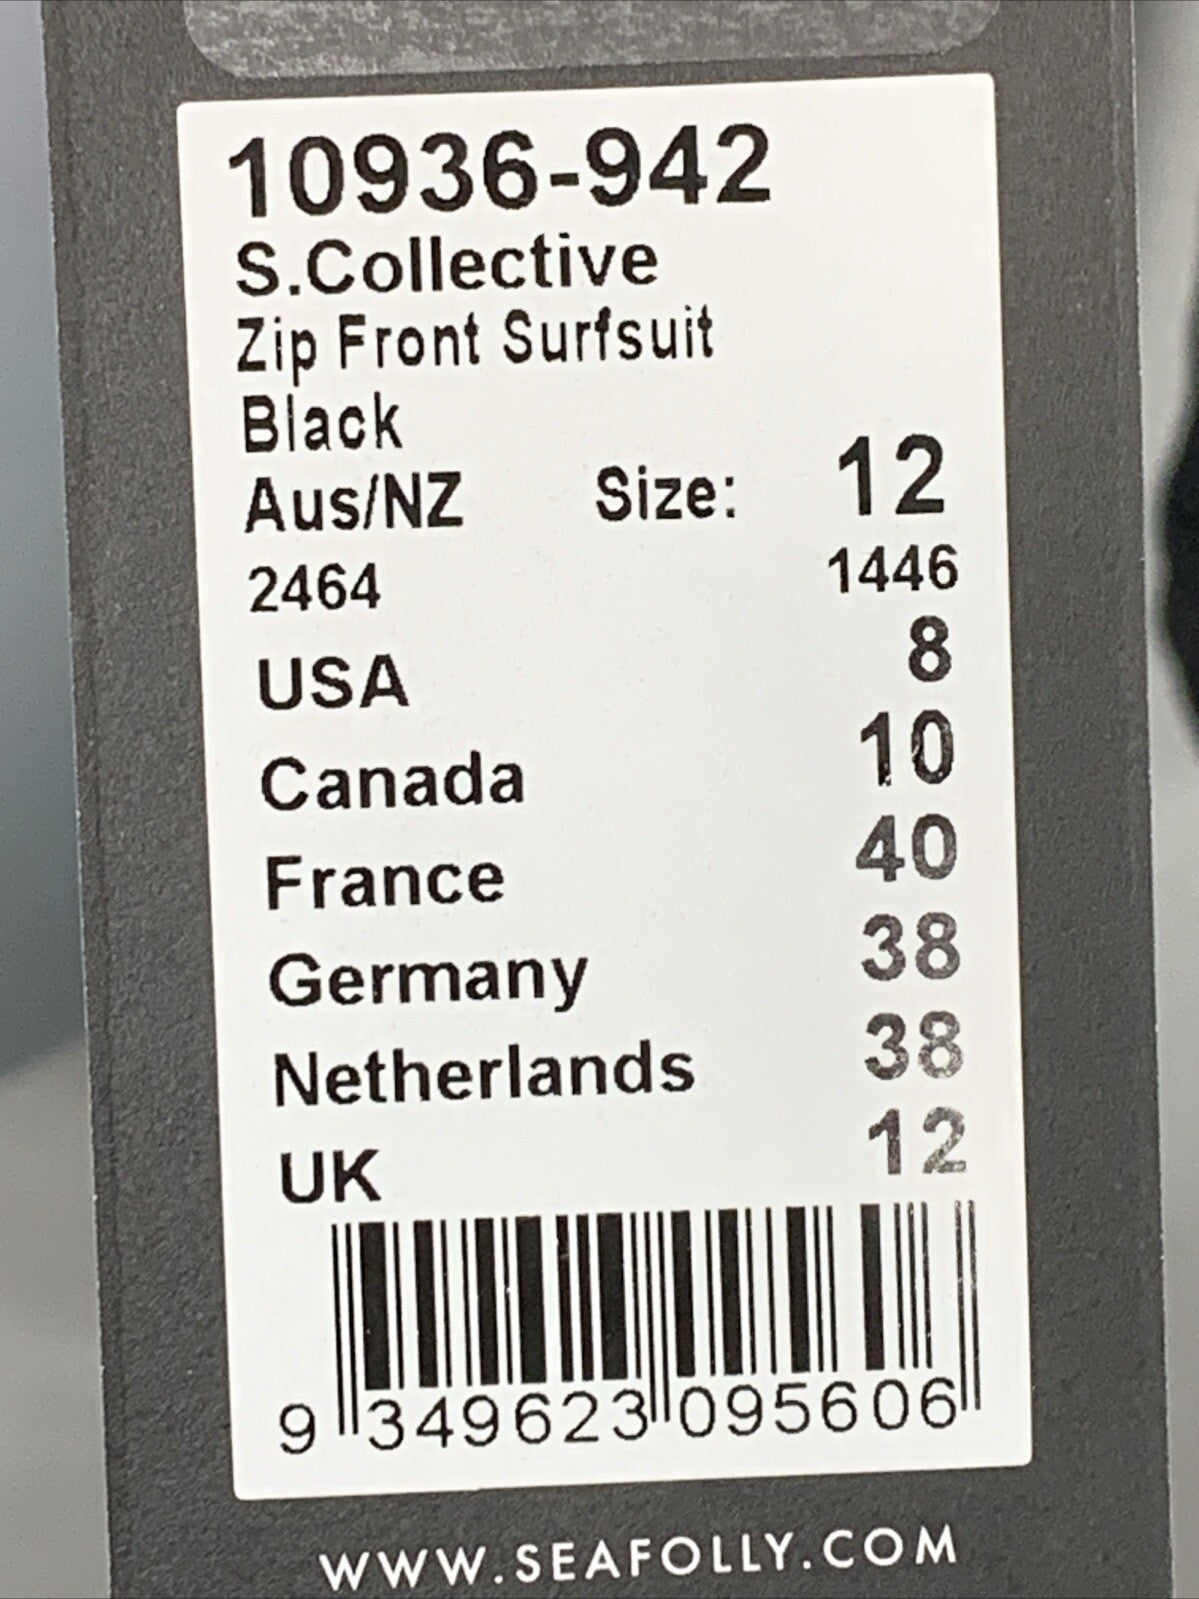 10936-942
S.Collective
Zip Front Surfsuit
Black
Aus/NZ Size: 12
2464 1446
USA 8
Canada 10
France 40
Germany 38
Netherlands 38
UK 12
9 349623 095606
WWW.SEAFOLLY.COM